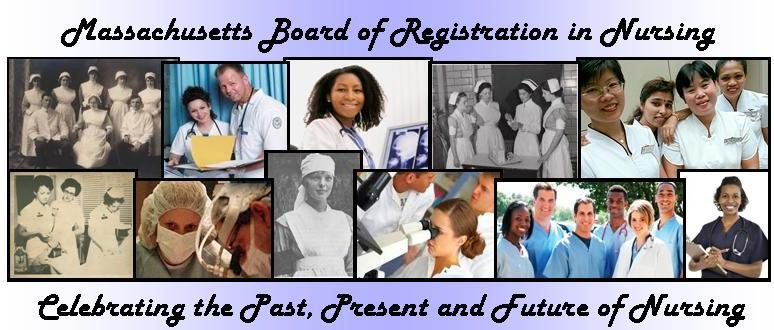 Massachusetts Board of Registration in Nursing
Celebrating the Past, Present and Future of Nursing